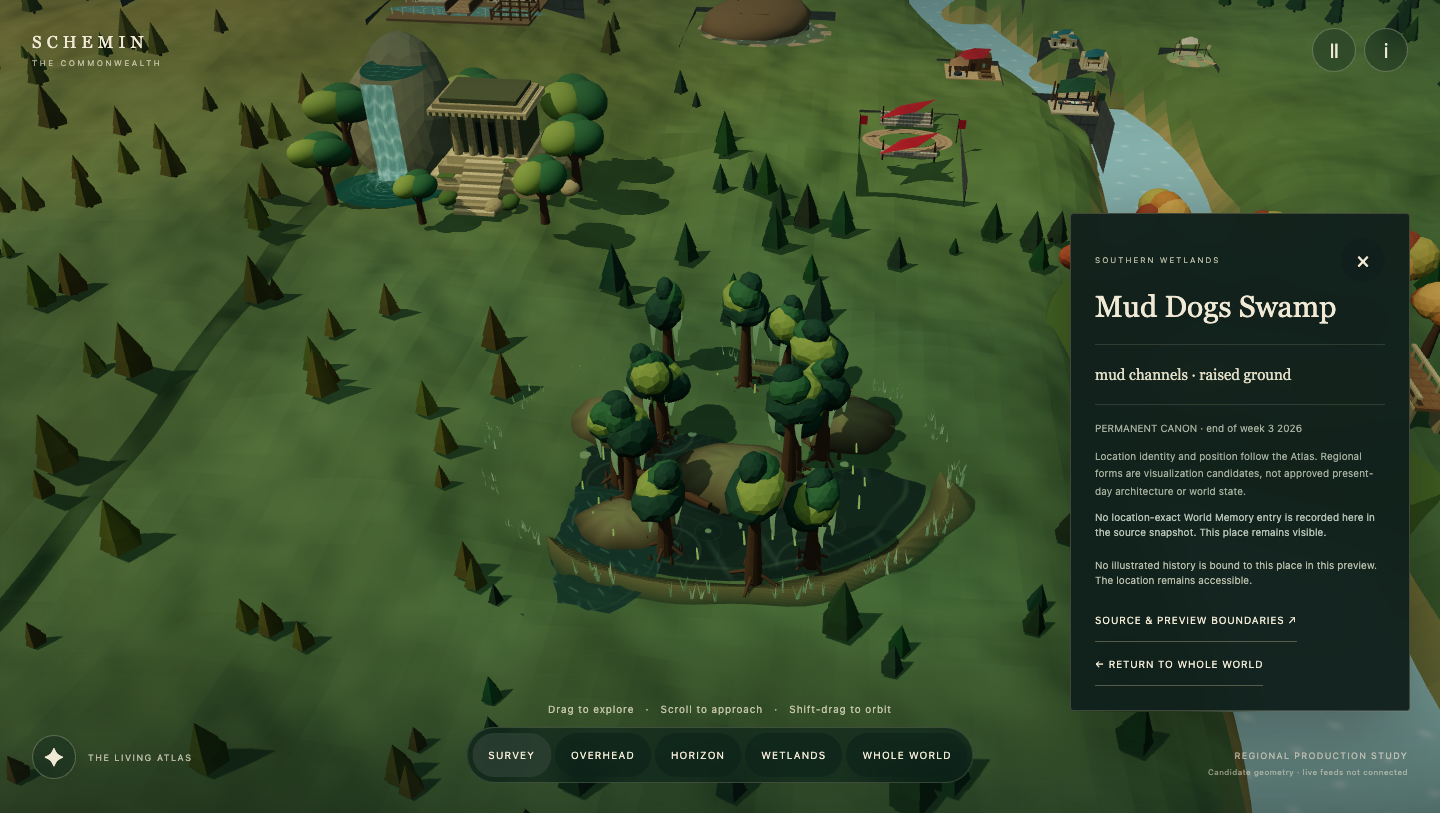 SCHEMIN
THE COMMONWEALTH
i
SOUTHERN WETLANDS
Mud Dogs Swamp
mud channels · raised ground
PERMANENT CANON · end of week 3 2026
Location identity and position follow the Atlas. Regional
forms are visualization candidates, not approved present-
day architecture or world state.
No location-exact World Memory entry is recorded here in
the source snapshot. This place remains visible.
No illustrated history is bound to this place in this preview.
The location remains accessible.
SOURCE & PREVIEW BOUNDARIES ↗
← RETURN TO WHOLE WORLD
Drag to explore · Scroll to approach · Shift-drag to orbit
SURVEY OVERHEAD HORIZON WETLANDS WHOLE WORLD
THE LIVING ATLAS
REGIONAL PRODUCTION STUDY
Candidate geometry · live feeds not connected